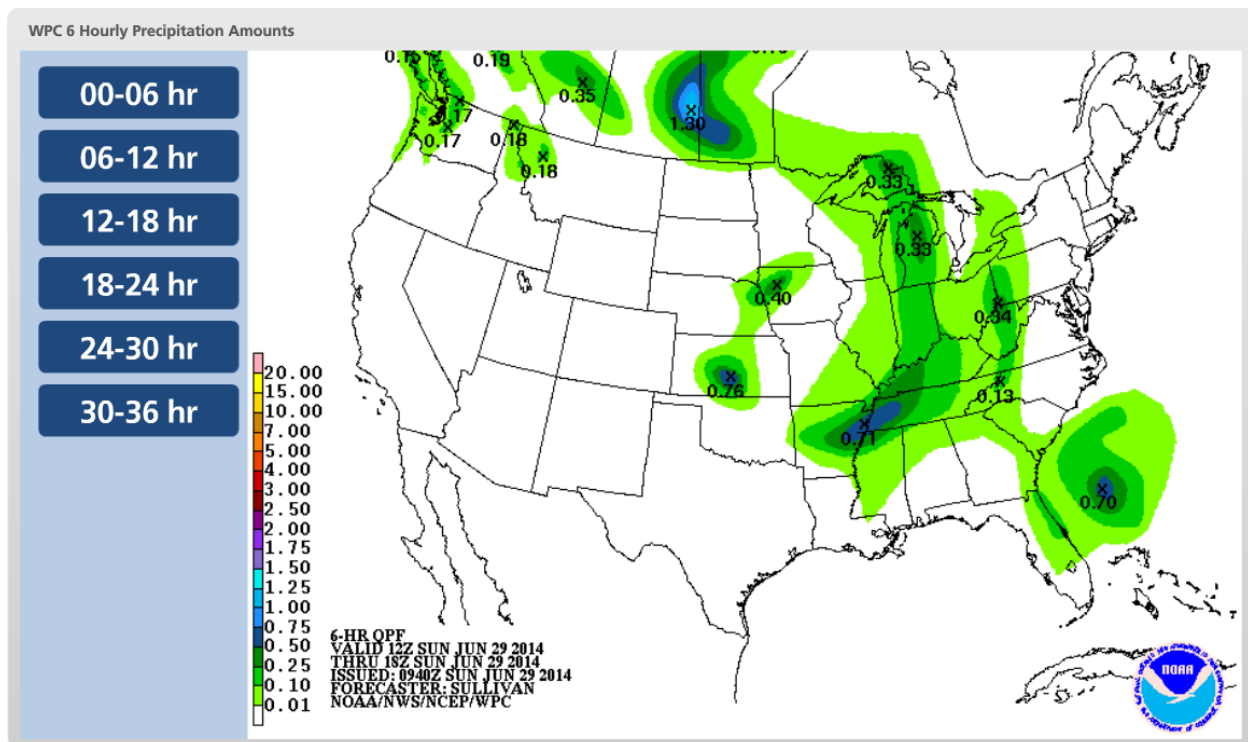 WPC 6 Hourly Precipitation Amounts
00-06 hr
06-12 hr
12-18 hr
18-24 hr
24-30 hr
30-36 hr
0.19
0.35
1.30
0.17
0.17
0.18
0.18
0.33
0.33
0.40
0.34
0.76
0.13
0.71
0.70
20.00
15.00
10.00
7.00
5.00
4.00
3.00
2.50
2.00
1.75
1.50
1.25
1.00
0.75
0.50
0.25
0.10
0.01
6-HR QPF
VALID 12Z SUN JUN 29 2014
THRU 18Z SUN JUN 29 2014
ISSUED: 0940Z SUN JUN 29 2014
FORECASTER: SULLIVAN
NOAA/NWS/NCEP/WPC
NOAA